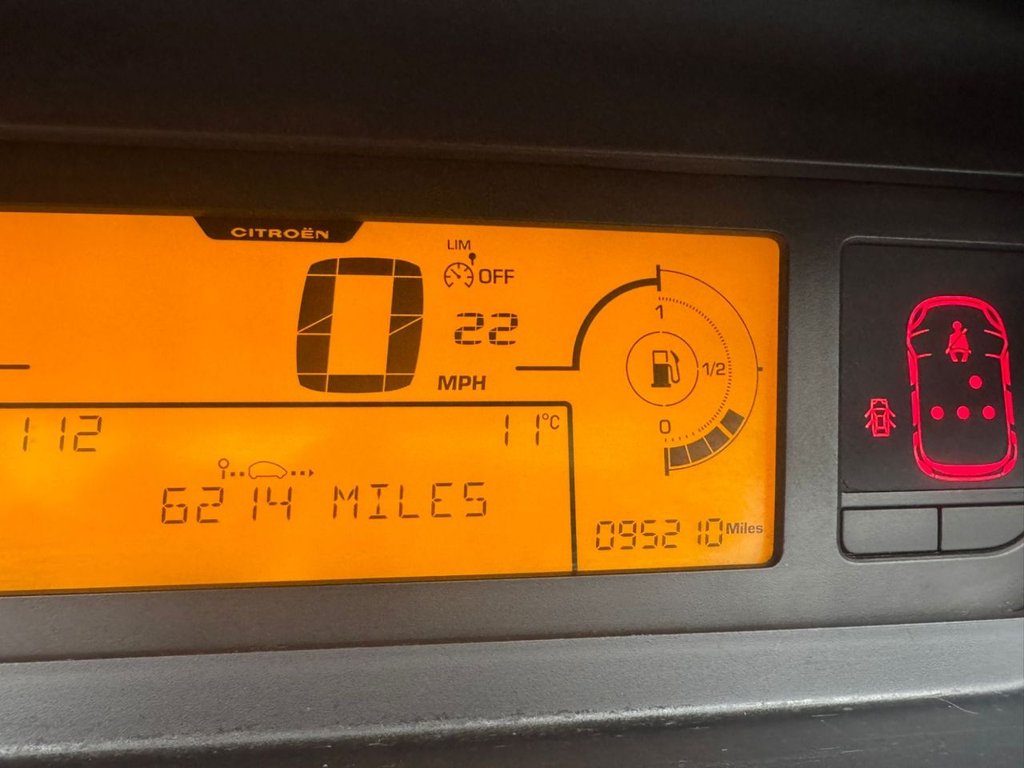 CITROËN
LIM
OFF
0
22
MPH
1
1/2
0
112
11°C
6214 MILES
095210 Miles